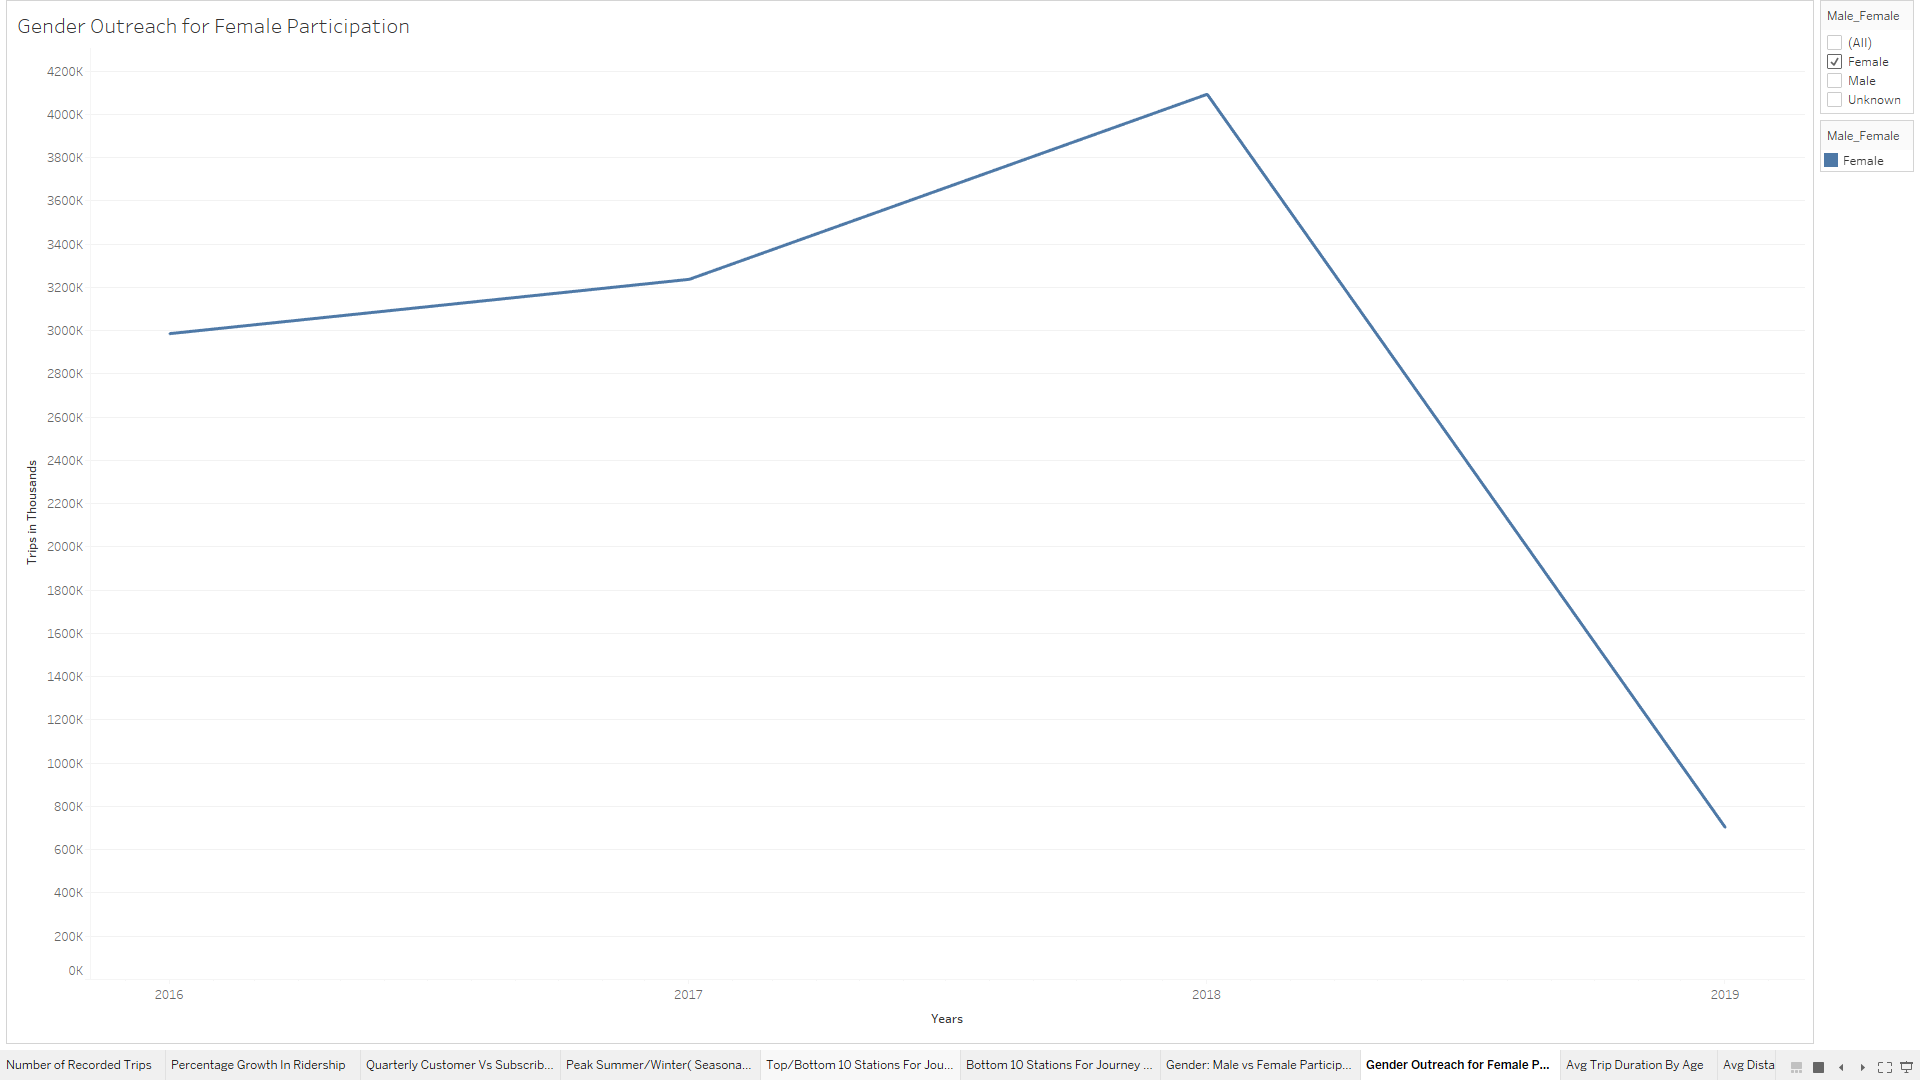 Gender Outreach for Female Participation
4200K
4000K
3800K
3600K
3400K
3200K
3000K
2800K
2600K
2400K
2200K
2000K
1800K
1600K
1400K
1200K
1000K
800K
600K
400K
200K
0K
Trips in Thousands
2016 2017 2018 2019
Years
Male_Female
(All)
Female
Male
Unknown
Male_Female
Female
Number of Recorded Trips Percentage Growth In Ridership Quarterly Customer Vs Subscrib... Peak Summer/Winter( Seasona... Top/Bottom 10 Stations For Jou... Bottom 10 Stations For Journey ... Gender: Male vs Female Particip... Gender Outreach for Female P... Avg Trip Duration By Age Avg Dista